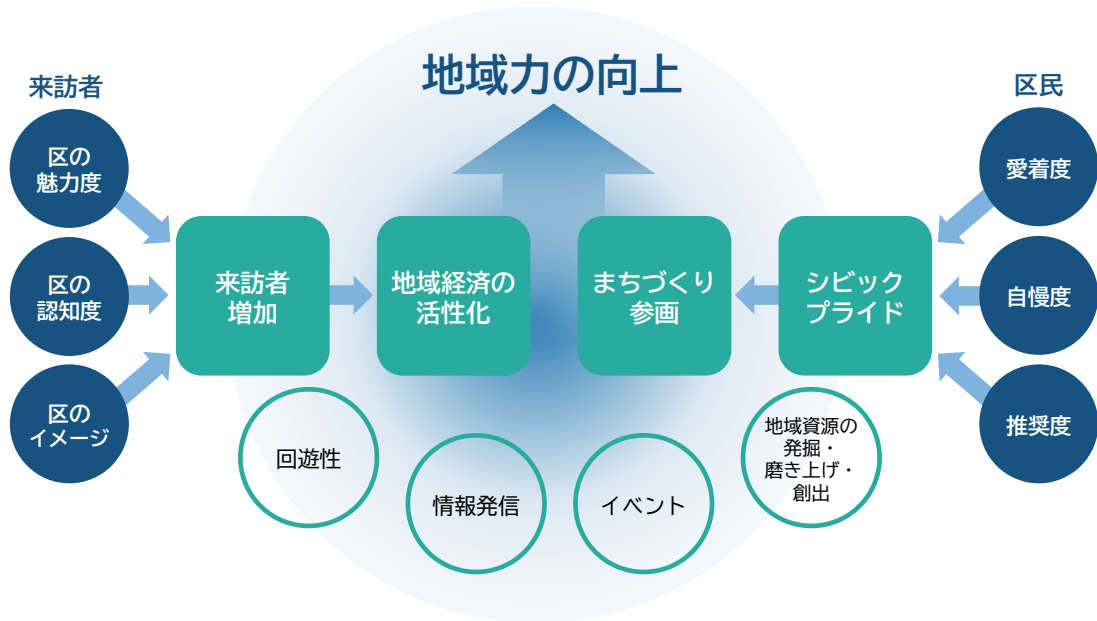 地域力の向上
来訪者
区の
魅力度
区の
認知度
区の
イメージ
来訪者
増加
地域経済の
活性化
まちづくり
参画
シビック
プライド
区民
愛着度
自慢度
推奨度
回遊性
情報発信
イベント
地域資源の
発掘・
磨き上げ・
創出